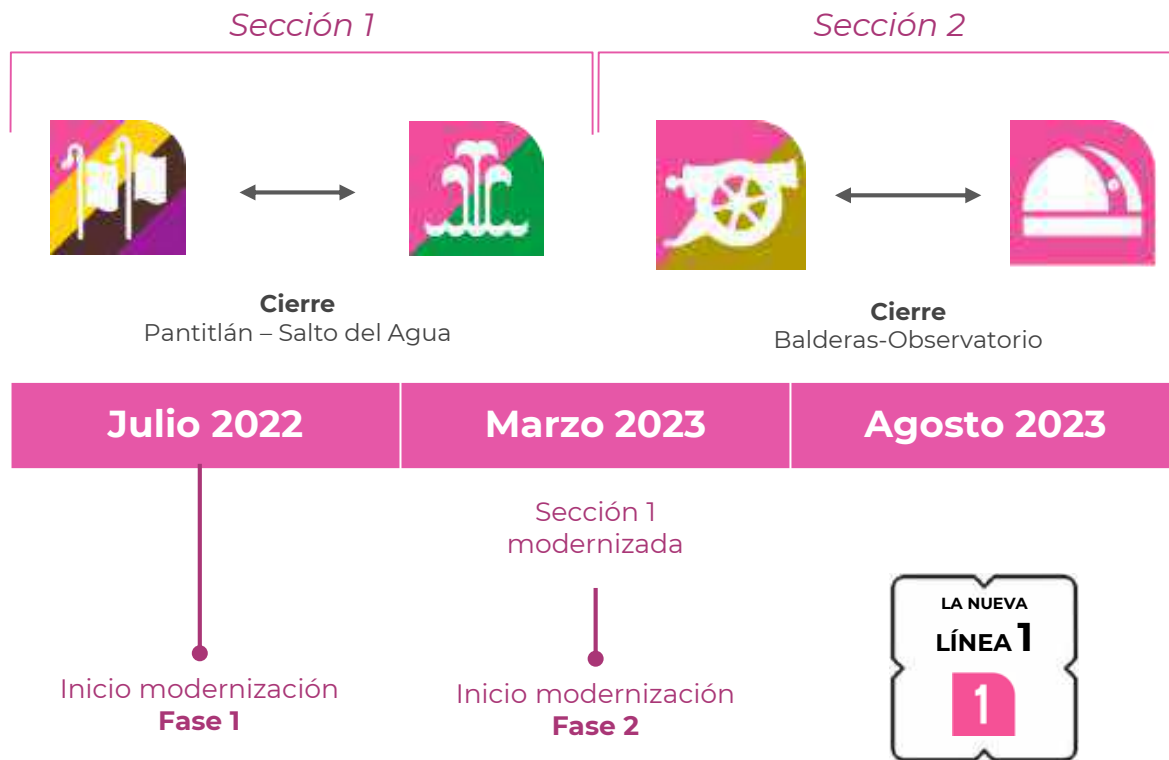 Sección 1
Sección 2
Cierre
Pantitlán – Salto del Agua
Cierre
Balderas-Observatorio
Julio 2022
Marzo 2023
Agosto 2023
Sección 1
modernizada
Inicio modernización
Fase 1
Inicio modernización
Fase 2
LA NUEVA
LÍNEA 1
1